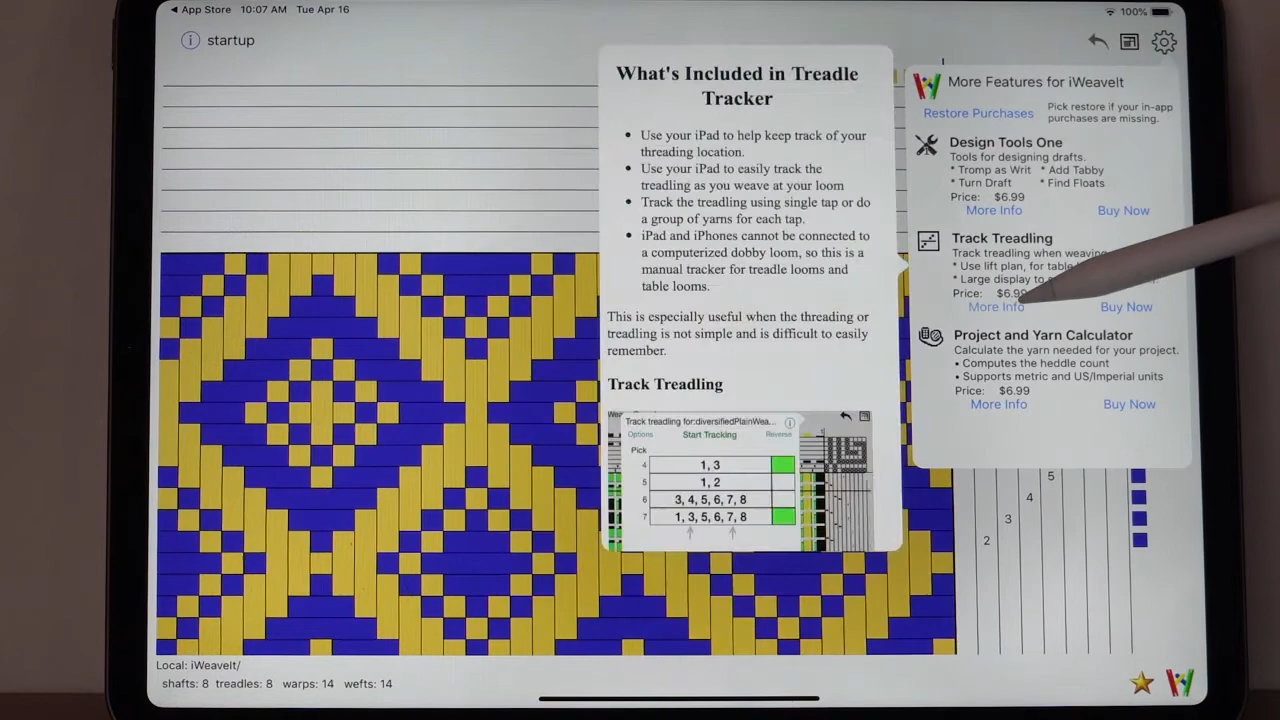 App Store 10:07 AM Tue Apr 16
100%
startup
What's Included in Treadle
Tracker
• Use your iPad to help keep track of your
threading location.
• Use your iPad to easily track the
treadling as you weave at your loom
• Track the treadling using single tap or do
a group of yarns for each tap.
• iPad and iPhones cannot be connected to
a computerized dobby loom, so this is a
manual tracker for treadle looms and
table looms.
This is especially useful when the threading or
treadling is not simple and is difficult to easily
remember.
Track Treadling
Track treadling for:diversifiedPlainWea...
Options Start Tracking Reverse
Pick
4 1, 3
5 1, 2
6 3, 4, 5, 6, 7, 8
7 1, 3, 5, 6, 7, 8
More Features for iWeaveIt
Restore Purchases
Pick restore if your in-app
purchases are missing.
Design Tools One
Tools for designing drafts.
* Tromp as Writ * Add Tabby
* Turn Draft * Find Floats
Price: $6.99
More Info Buy Now
Track Treadling
Track treadling when weaving
* Use lift plan, for table
* Large display to
Price: $6.99
More Info Buy Now
Project and Yarn Calculator
Calculate the yarn needed for your project.
• Computes the heddle count
• Supports metric and US/Imperial units
Price: $6.99
More Info Buy Now
5
4
3
2
Local: iWeaveIt/
shafts: 8 treadles: 8 warps: 14 wefts: 14